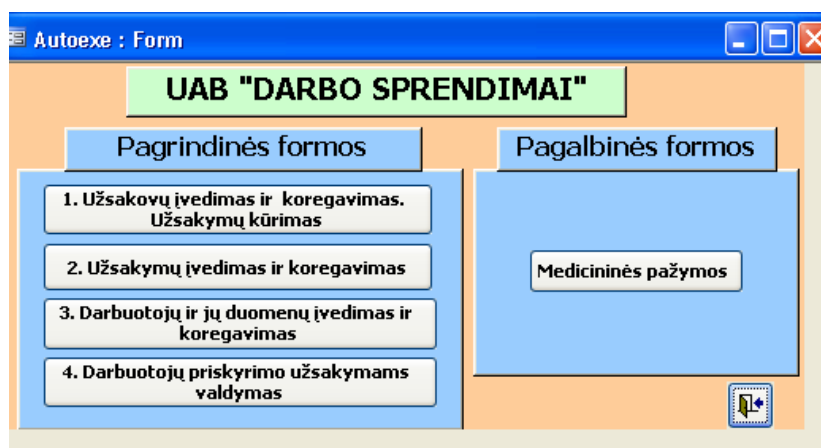 Autoexe : Form
UAB "DARBO SPRENDIMAI"
Pagrindinės formos
1. Užsakovų įvedimas ir koregavimas.
Užsakymų kūrimas
2. Užsakymų įvedimas ir koregavimas
3. Darbuotojų ir jų duomenų įvedimas ir
koregavimas
4. Darbuotojų priskyrimo užsakymams
valdymas
Pagalbinės formos
Medicininės pažymos